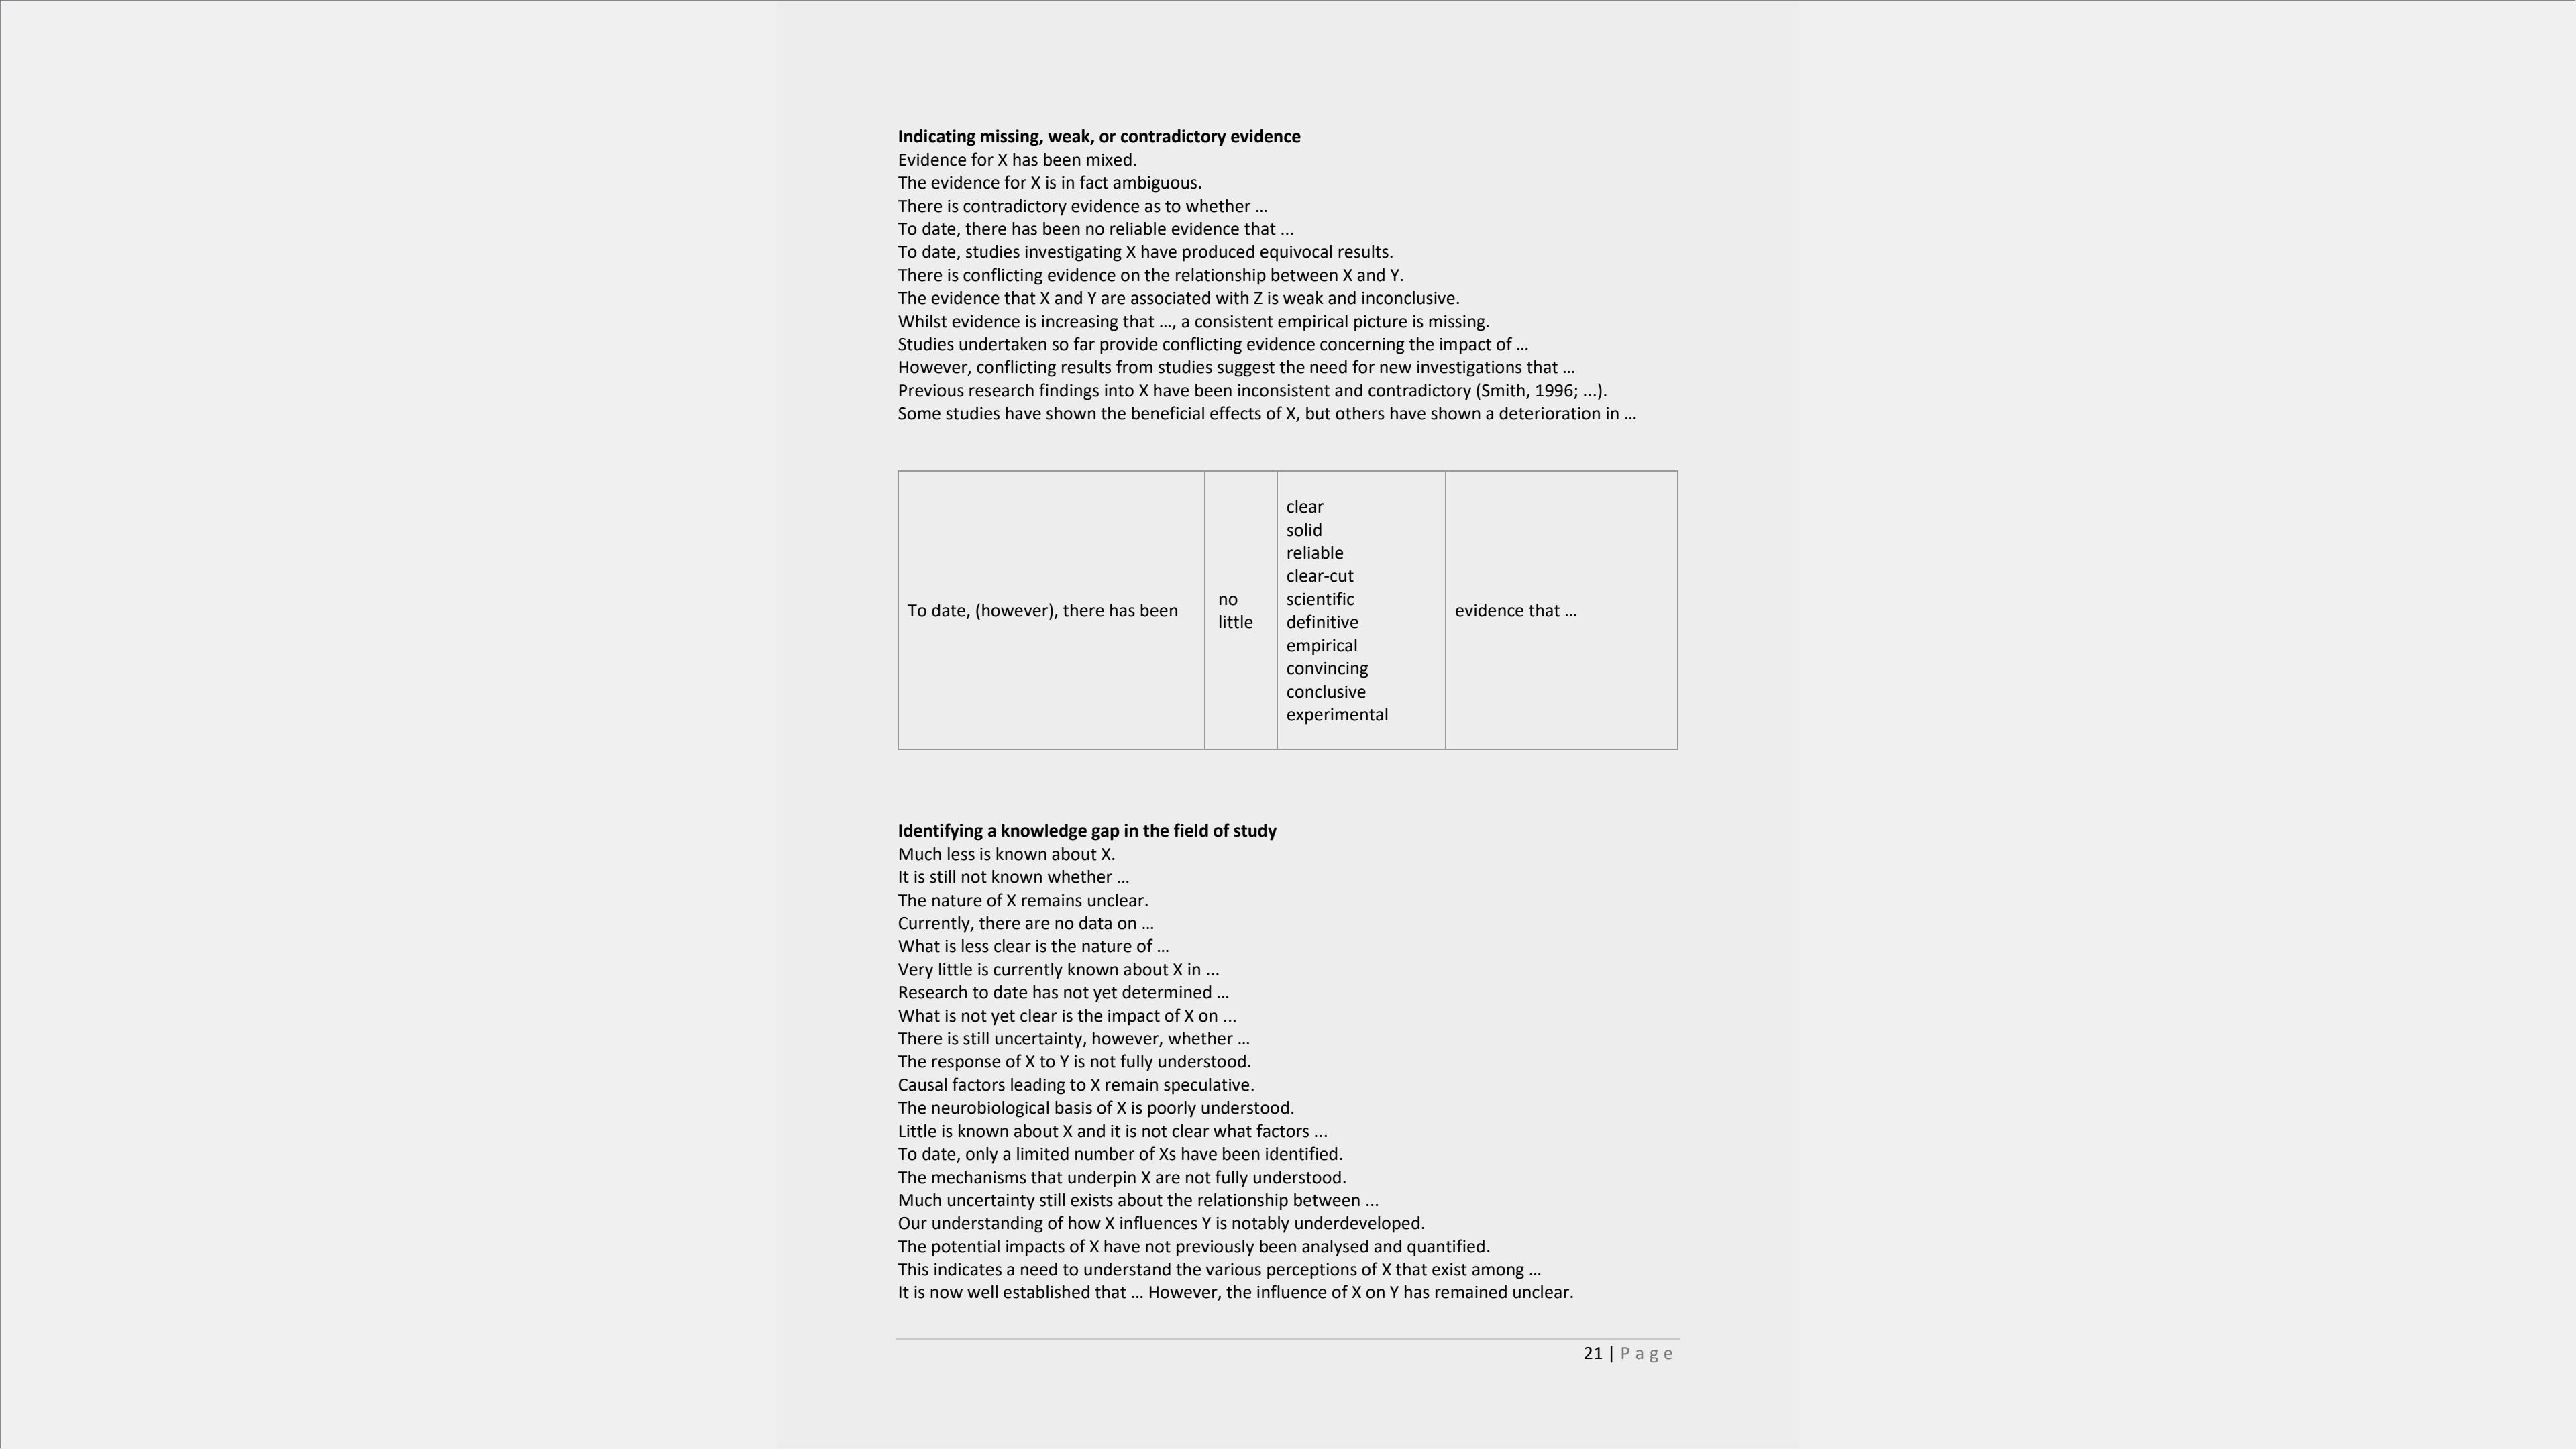 Indicating missing, weak, or contradictory evidence
Evidence for X has been mixed.
The evidence for X is in fact ambiguous.
There is contradictory evidence as to whether …
To date, there has been no reliable evidence that ...
To date, studies investigating X have produced equivocal results.
There is conflicting evidence on the relationship between X and Y.
The evidence that X and Y are associated with Z is weak and inconclusive.
Whilst evidence is increasing that …, a consistent empirical picture is missing.
Studies undertaken so far provide conflicting evidence concerning the impact of …
However, conflicting results from studies suggest the need for new investigations that …
Previous research findings into X have been inconsistent and contradictory (Smith, 1996; ...).
Some studies have shown the beneficial effects of X, but others have shown a deterioration in …
To date, (however), there has been
no
little
clear
solid
reliable
clear-cut
scientific
definitive
empirical
convincing
conclusive
experimental
evidence that …
Identifying a knowledge gap in the field of study
Much less is known about X.
It is still not known whether …
The nature of X remains unclear.
Currently, there are no data on …
What is less clear is the nature of …
Very little is currently known about X in ...
Research to date has not yet determined …
What is not yet clear is the impact of X on ...
There is still uncertainty, however, whether …
The response of X to Y is not fully understood.
Causal factors leading to X remain speculative.
The neurobiological basis of X is poorly understood.
Little is known about X and it is not clear what factors ...
To date, only a limited number of Xs have been identified.
The mechanisms that underpin X are not fully understood.
Much uncertainty still exists about the relationship between ...
Our understanding of how X influences Y is notably underdeveloped.
The potential impacts of X have not previously been analysed and quantified.
This indicates a need to understand the various perceptions of X that exist among …
It is now well established that … However, the influence of X on Y has remained unclear.
21 | Page